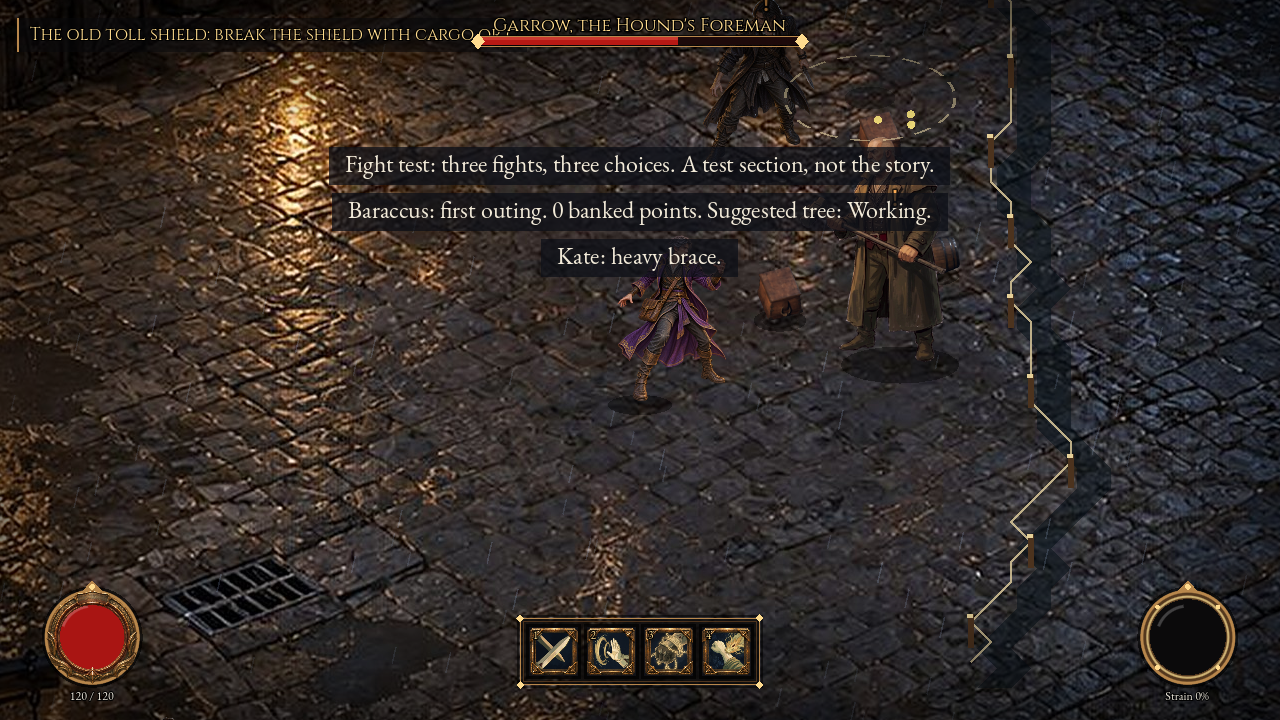 The old toll shield: break the shield with cargo or
Garrow, the Hound's Foreman
Fight test: three fights, three choices. A test section, not the story.
Baraccus: first outing. 0 banked points. Suggested tree: Working.
Kate: heavy brace.
1 2 3 4
120 / 120
Strain 0%